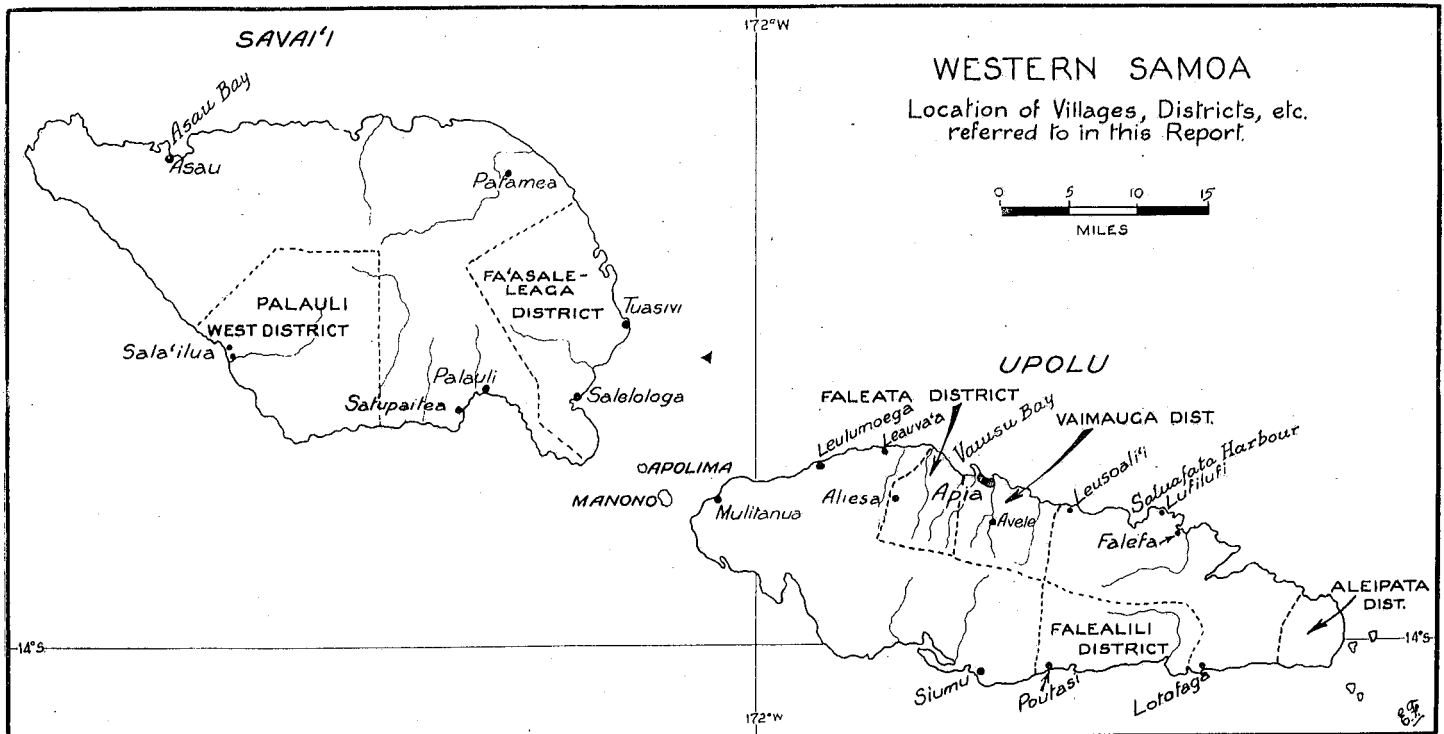 172°W
SAVAI'I
WESTERN SAMOA
Location of Villages, Districts, etc.
referred to in this Report.
0 5 10 15
MILES
Asau Bay
Asau
Patamea
FA'ASALE-
LEAGA
DISTRICT
PALAULI
WEST DISTRICT
Tuasivi
Sala'ilua
Palauli
Satupaitea
Salelologa
UPOLU
FALEATA DISTRICT
VAIMAUGA DIST.
Leulumoega
Leauva'a
Vaiusu Bay
Leusoali'i
Saluafata Harbour
Lufilufi
APOLIMA
MANONO
Mulitanua
Aliesa
Apia
Avele
Falefa
ALEIPATA
DIST.
FALEALILI
DISTRICT
14°S
14°S
Siumu
Poutasi
Lotofaga
172°W